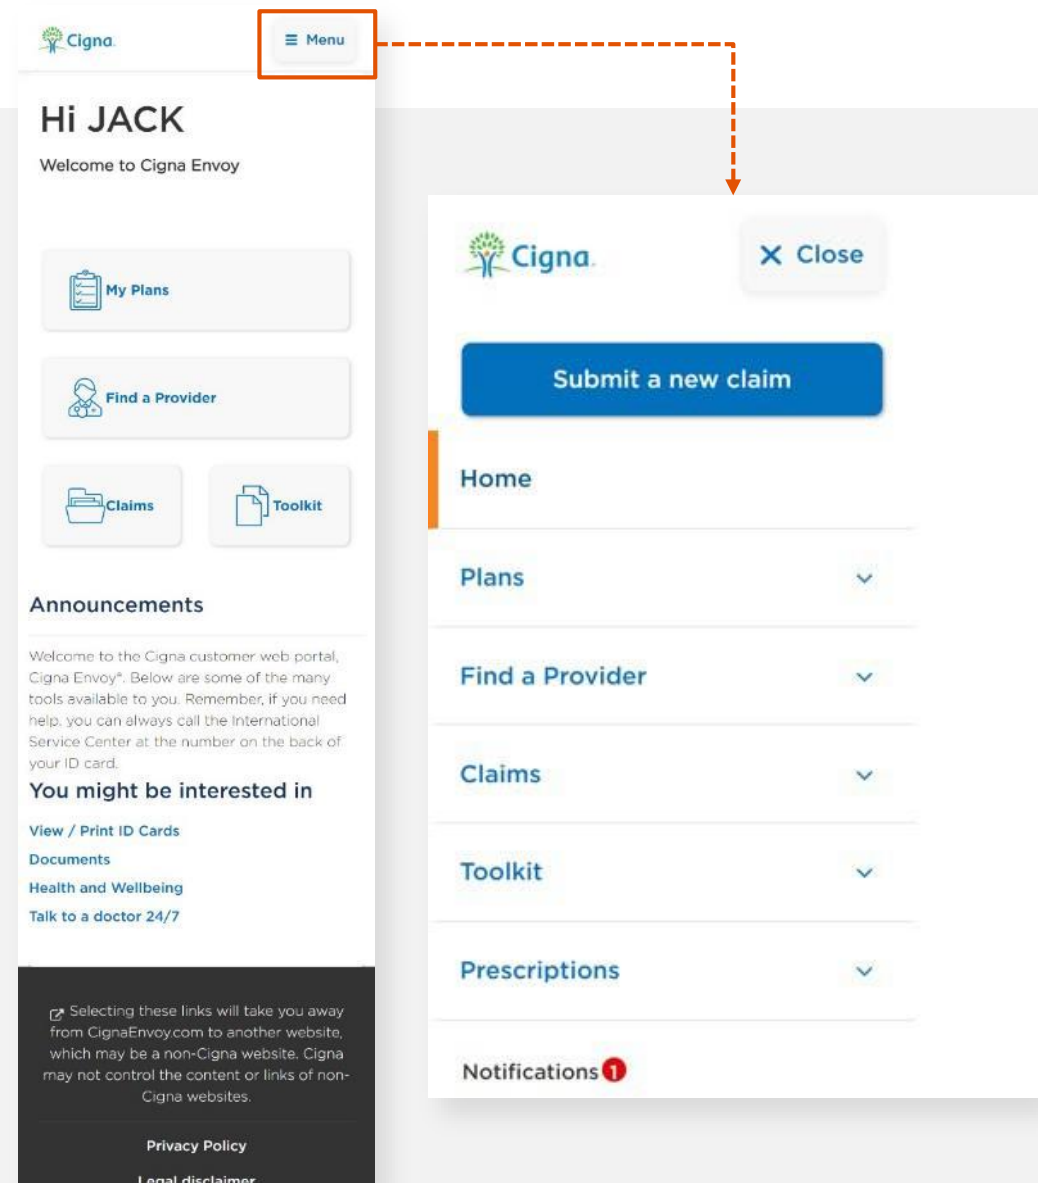 Cigna.
Menu
Hi JACK
Welcome to Cigna Envoy
My Plans
Find a Provider
Claims
Toolkit
Announcements
Welcome to the Cigna customer web portal,
Cigna Envoy®. Below are some of the many
tools available to you. Remember, if you need
help, you can always call the International
Service Center at the number on the back of
your ID card.
You might be interested in
View / Print ID Cards
Documents
Health and Wellbeing
Talk to a doctor 24/7
Selecting these links will take you away
from CignaEnvoy.com to another website,
which may be a non-Cigna website. Cigna
may not control the content or links of non-
Cigna websites.
Privacy Policy
Legal disclaimer
Cigna.
Close
Submit a new claim
Home
Plans
Find a Provider
Claims
Toolkit
Prescriptions
Notifications 1